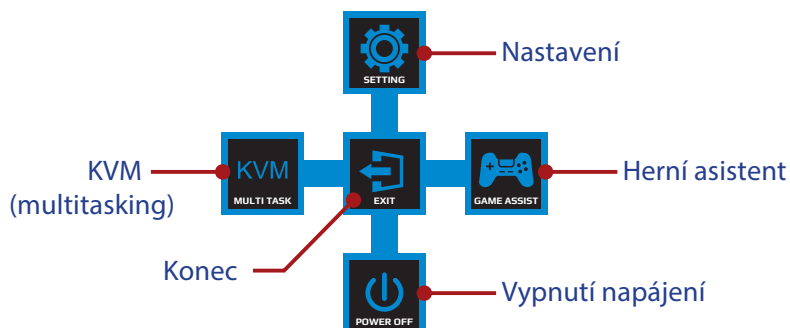 SETTING
Nastavení
KVM
(multitasking)
KVM
MULTI TASK
EXIT
GAME ASSIST
Herní asistent
Konec
POWER OFF
Vypnutí napájení